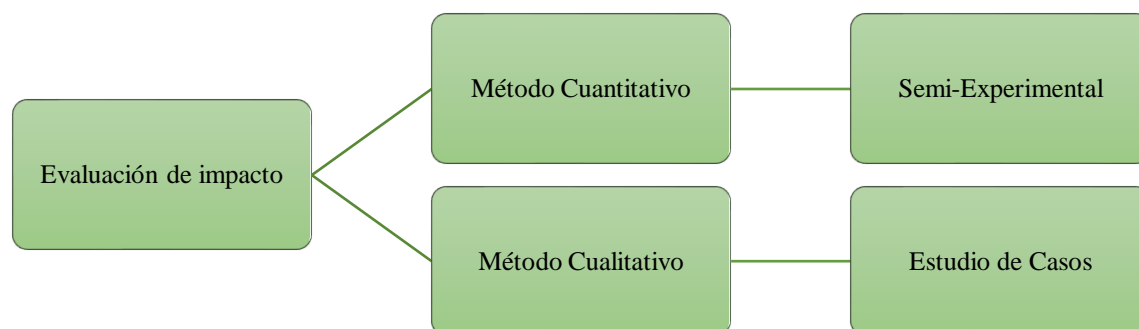 Evaluación de impacto
Método Cuantitativo
Semi-Experimental
Método Cualitativo
Estudio de Casos